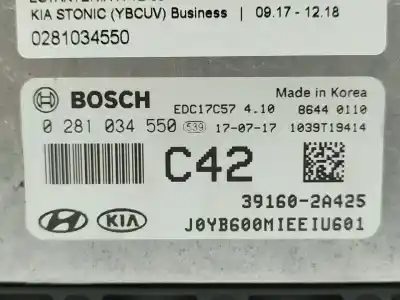 KIA STONIC (YBCUV) Business | 09.17 - 12.18
0281034550
BOSCH
Made in Korea
EDC17C57 4.10 8644 0110
0 281 034 550 539 17-07-17 1039T19414
C42
39160-2A425
KIA J0YB600MIEEIU601